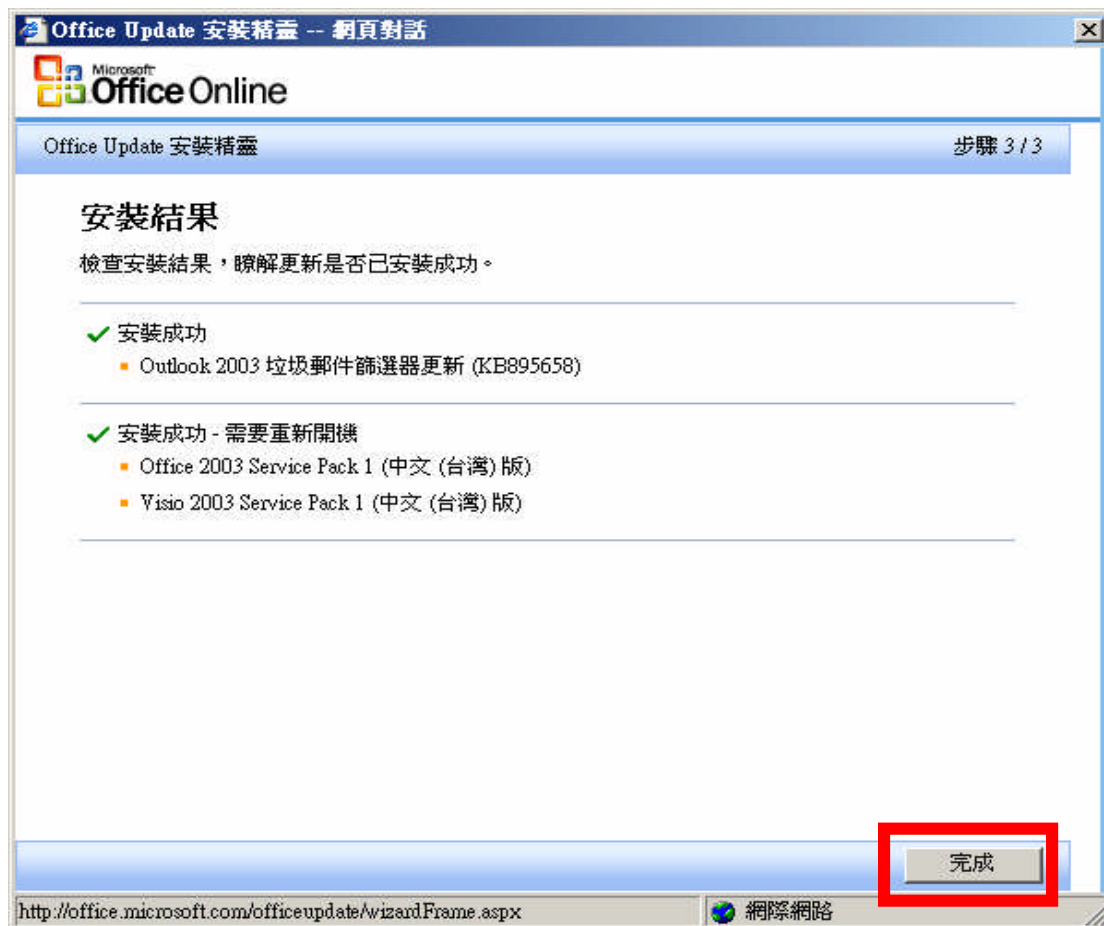 Office Update 安裝精靈 -- 網頁對話
Microsoft
Office Online
Office Update 安裝精靈
步驟 3 / 3
安裝結果
檢查安裝結果，瞭解更新是否已安裝成功。
安裝成功
Outlook 2003 垃圾郵件篩選器更新 (KB895658)
安裝成功 - 需要重新開機
Office 2003 Service Pack 1 (中文 (台灣) 版)
Visio 2003 Service Pack 1 (中文 (台灣) 版)
完成
http://office.microsoft.com/officeupdate/wizardFrame.aspx
網際網路